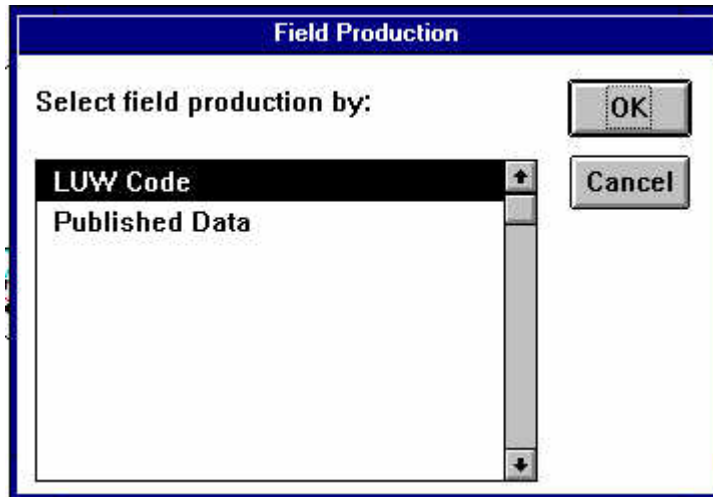 Field Production
Select field production by:
OK
LUW Code
Cancel
Published Data